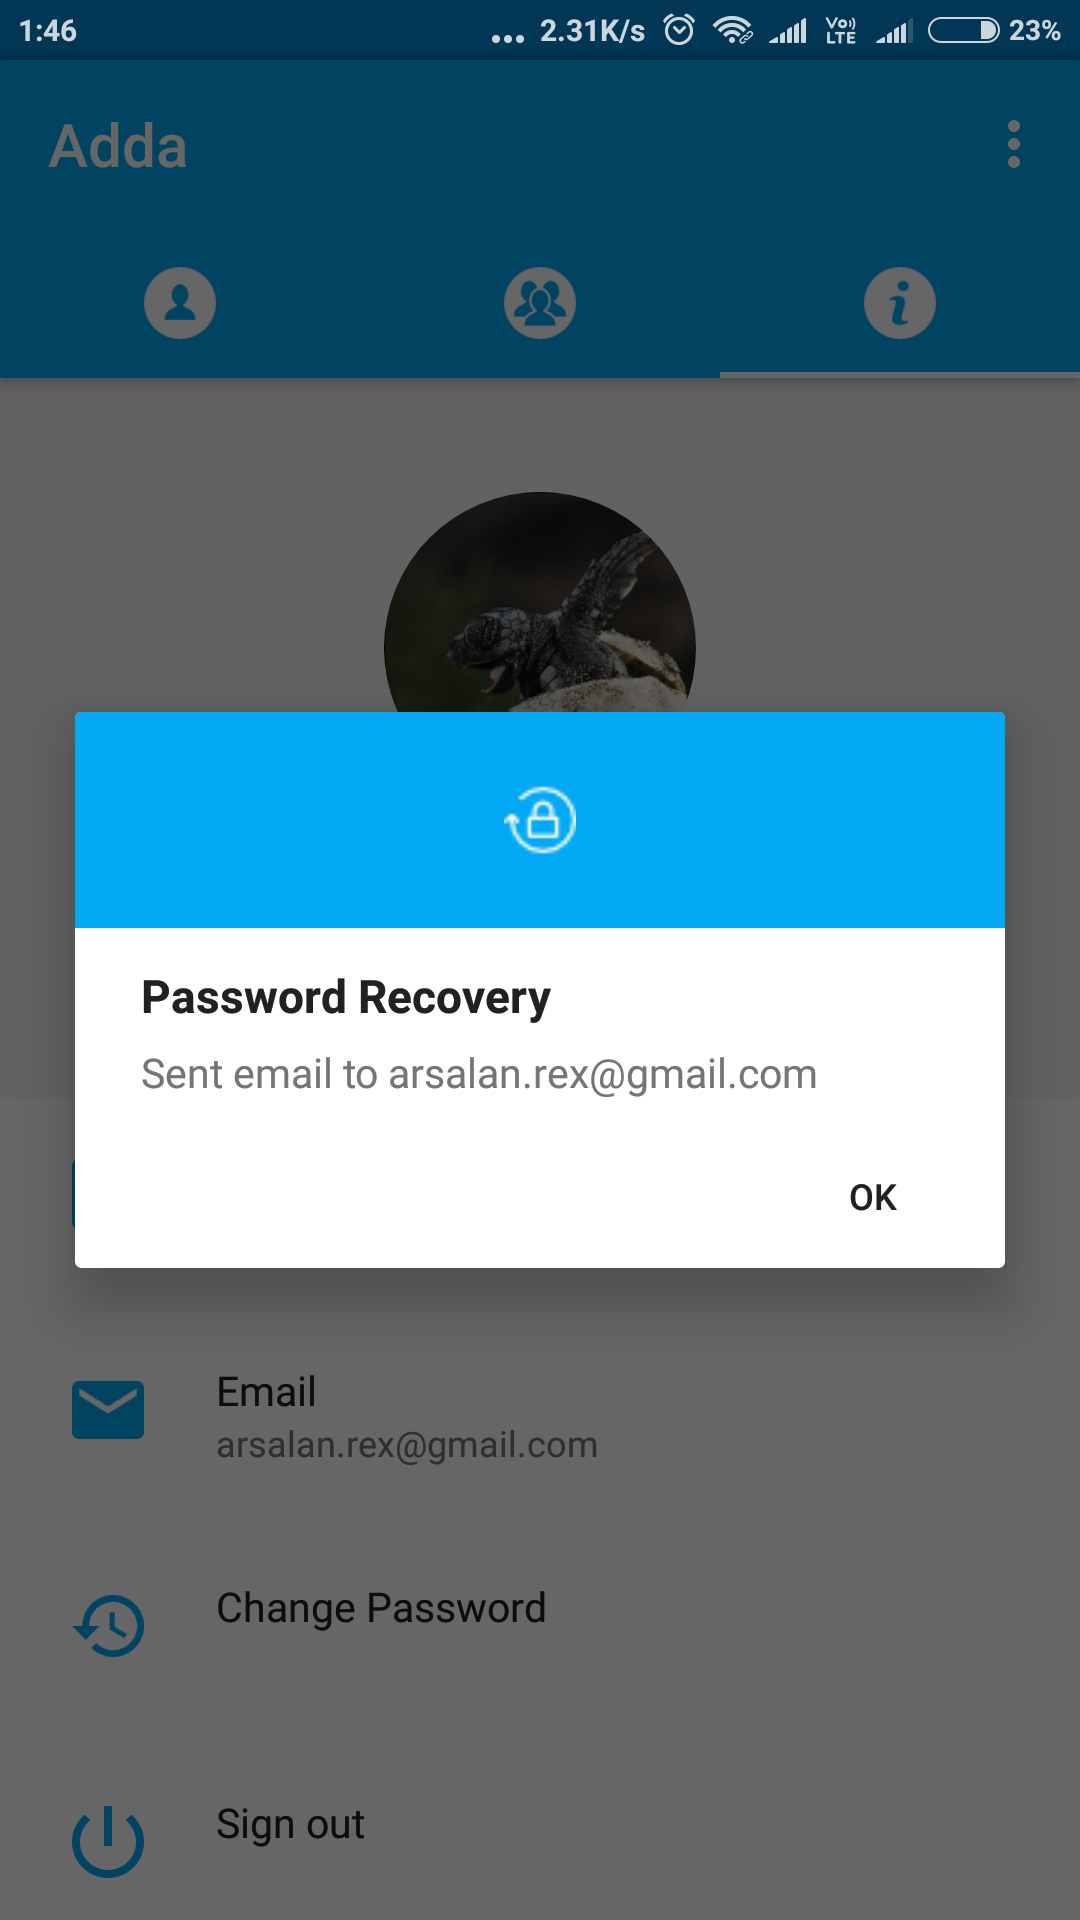 1:46 ... 2.31K/s Vo)) LTE 23%
Adda
Password Recovery
Sent email to arsalan.rex@gmail.com
OK
Email
arsalan.rex@gmail.com
Change Password
Sign out